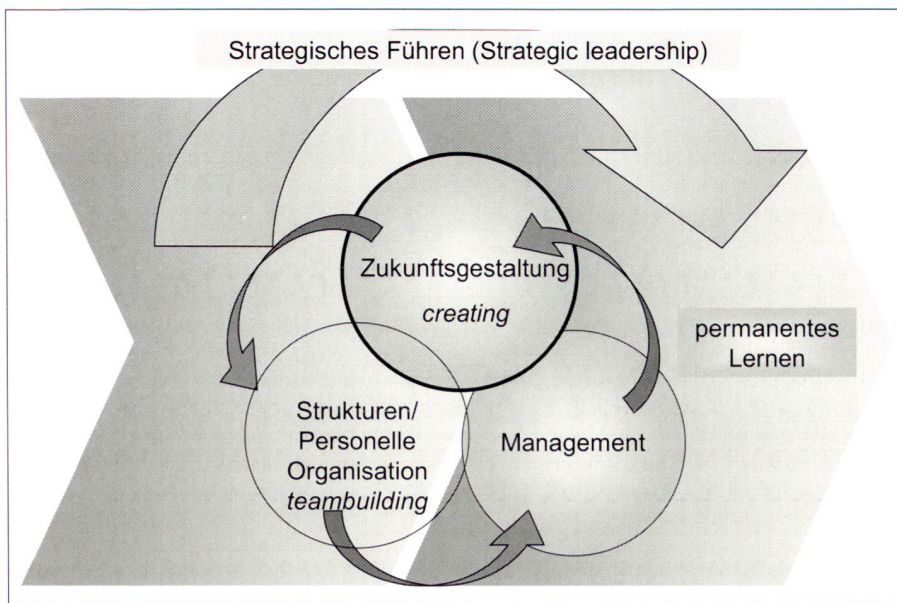 Strategisches Führen (Strategic leadership)
Zukunftsgestaltung
creating
permanentes
Lernen
Strukturen/
Personelle
Organisation
teambuilding
Management